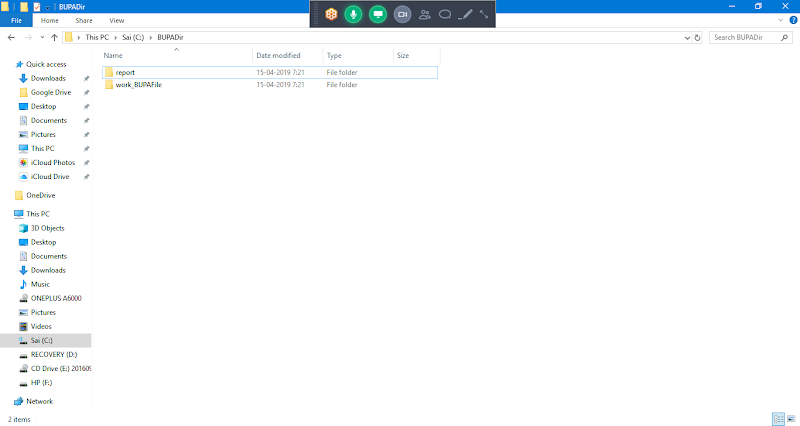 BUPADir
File Home Share View
This PC Sai (C:) BUPADir Search BUPADir
Name Date modified Type Size
report 15-04-2019 7:21 File folder
work_BUPAFile 15-04-2019 7:21 File folder
Quick access
Downloads
Google Drive
Desktop
Documents
Pictures
This PC
iCloud Photos
iCloud Drive
OneDrive
This PC
3D Objects
Desktop
Documents
Downloads
Music
ONEPLUS A6000
Pictures
Videos
Sai (C:)
RECOVERY (D:)
CD Drive (E:) 201609
HP (F:)
Network
2 items